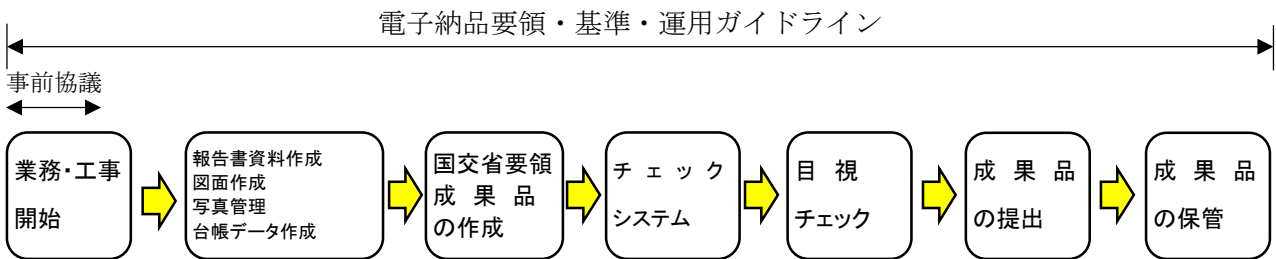 電子納品要領・基準・運用ガイドライン
事前協議
業務・工事
開始
報告書資料作成
図面作成
写真管理
台帳データ作成
国交省要領
成果品
の作成
チェック
システム
目視
チェック
成果品
の提出
成果品
の保管